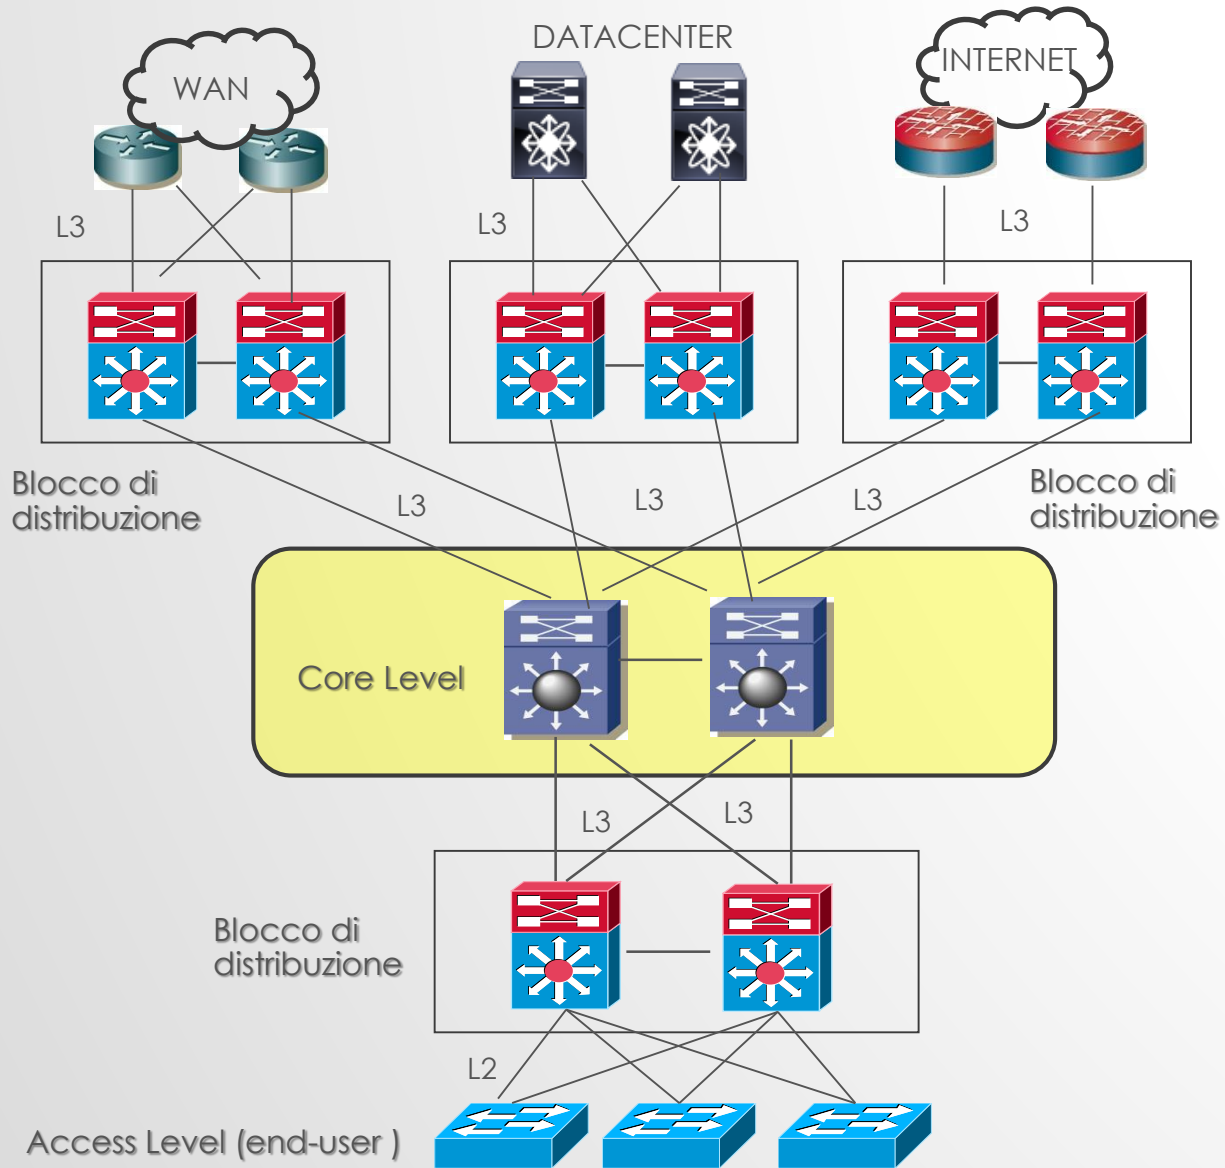 DATACENTER
INTERNET
WAN
L3
L3
L3
Blocco di
distribuzione
Blocco di
distribuzione
L3
L3
L3
Core Level
L3
L3
Blocco di
distribuzione
L2
Access Level (end-user )